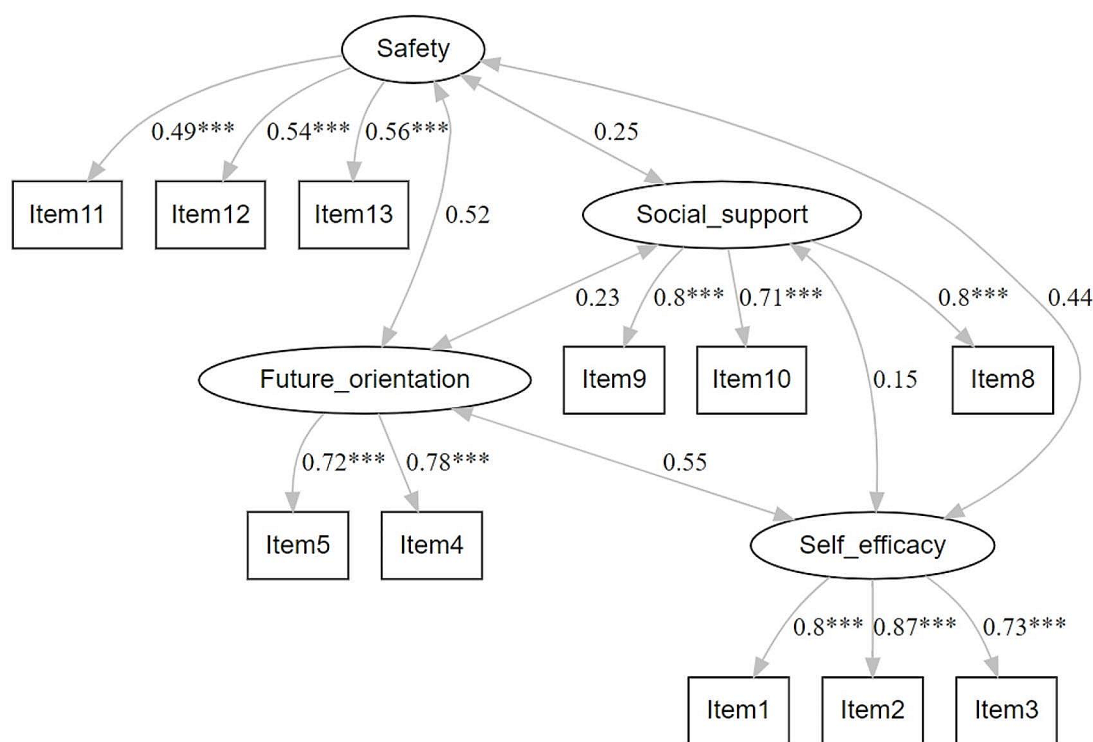 Safety
0.49***
0.54***
0.56***
0.25
Item11
Item12
Item13
0.52
Social_support
0.23
0.8***
0.71***
0.8***
0.44
Future_orientation
Item9
Item10
0.15
Item8
0.72***
0.78***
0.55
Item5
Item4
Self_efficacy
0.8***
0.87***
0.73***
Item1
Item2
Item3